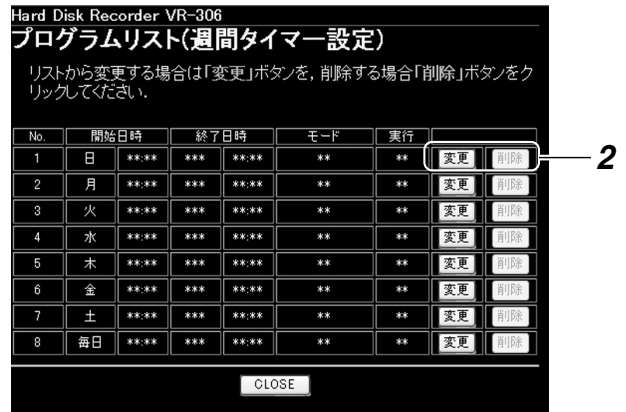 Hard Disk Recorder VR-306
プログラムリスト(週間タイマー設定)
リストから変更する場合は「変更」ボタンを，削除する場合「削除」ボタンをク
リックしてください．
No. 開始日時 終了日時 モード 実行
1 日 **:** *** **:** ** ** 変更 削除 2
2 月 **:** *** **:** ** ** 変更 削除
3 火 **:** *** **:** ** ** 変更 削除
4 水 **:** *** **:** ** ** 変更 削除
5 木 **:** *** **:** ** ** 変更 削除
6 金 **:** *** **:** ** ** 変更 削除
7 土 **:** *** **:** ** ** 変更 削除
8 毎日 **:** *** **:** ** ** 変更 削除
CLOSE